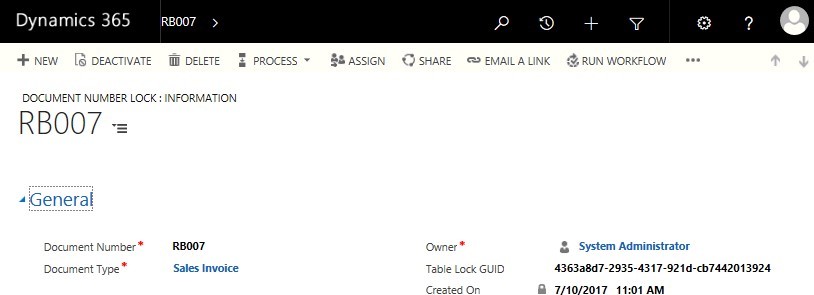 Dynamics 365 RB007 >
NEW DEACTIVATE DELETE PROCESS ASSIGN SHARE EMAIL A LINK RUN WORKFLOW ...
DOCUMENT NUMBER LOCK : INFORMATION
RB007
General
Document Number* RB007 Owner* System Administrator
Document Type* Sales Invoice Table Lock GUID 4363a8d7-2935-4317-921d-cb7442013924
Created On 7/10/2017 11:01 AM